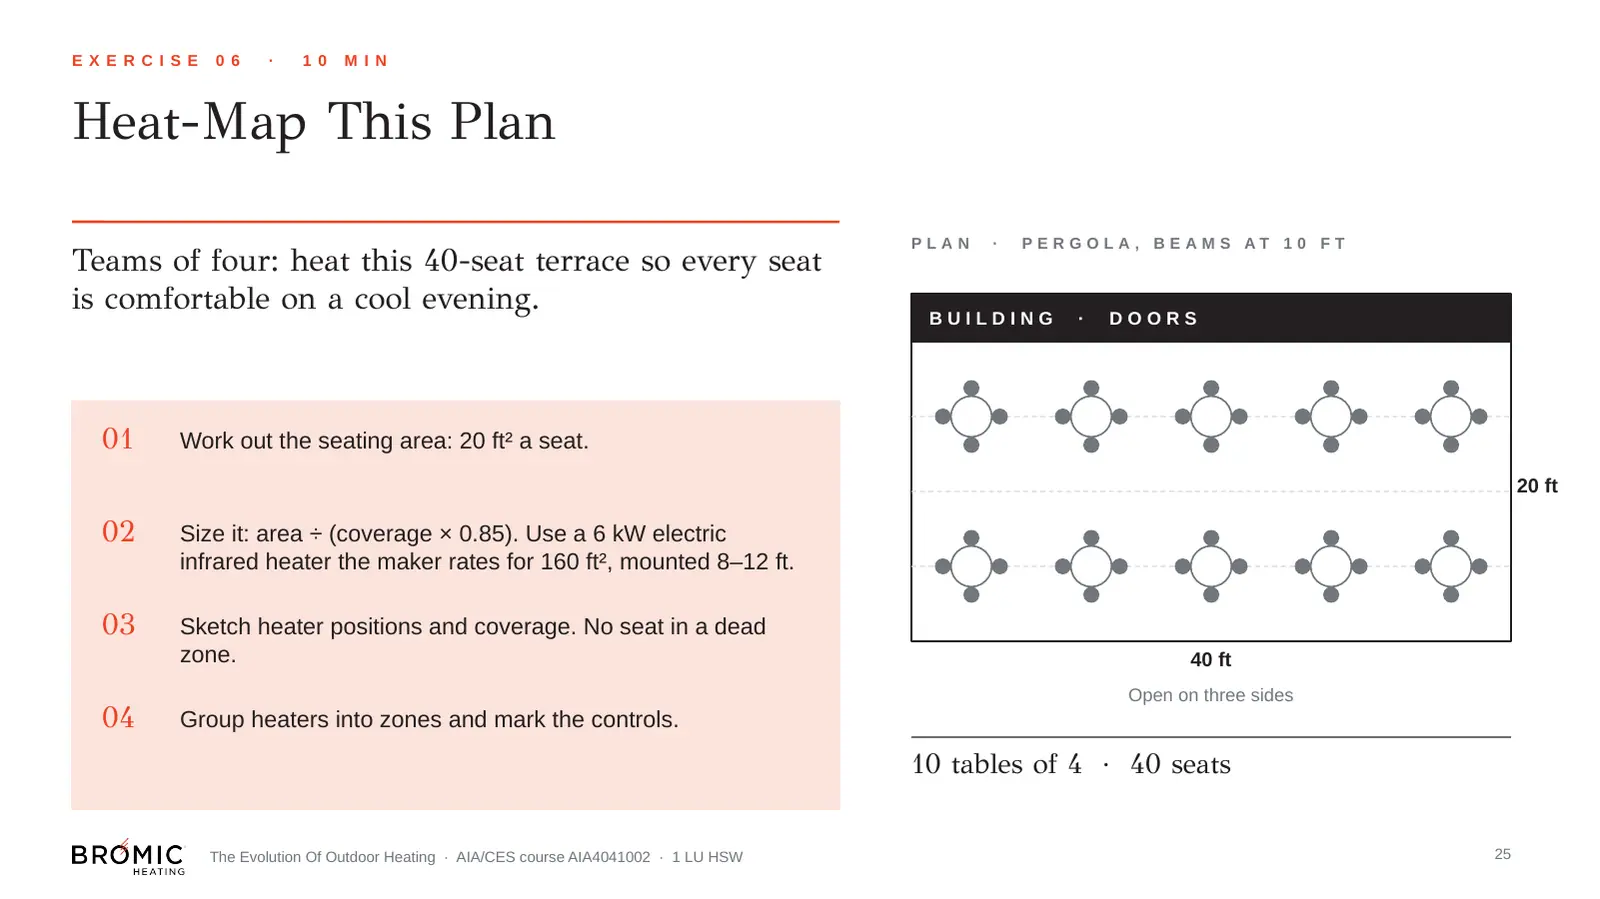 EXERCISE 06 · 10 MIN
Heat-Map This Plan
Teams of four: heat this 40-seat terrace so every seat
is comfortable on a cool evening.
01 Work out the seating area: 20 ft² a seat.
02 Size it: area ÷ (coverage × 0.85). Use a 6 kW electric
infrared heater the maker rates for 160 ft², mounted 8–12 ft.
03 Sketch heater positions and coverage. No seat in a dead
zone.
04 Group heaters into zones and mark the controls.
PLAN · PERGOLA, BEAMS AT 10 FT
BUILDING · DOORS
20 ft
40 ft
Open on three sides
10 tables of 4 · 40 seats
BROMIC
HEATING
The Evolution Of Outdoor Heating · AIA/CES course AIA4041002 · 1 LU HSW
25